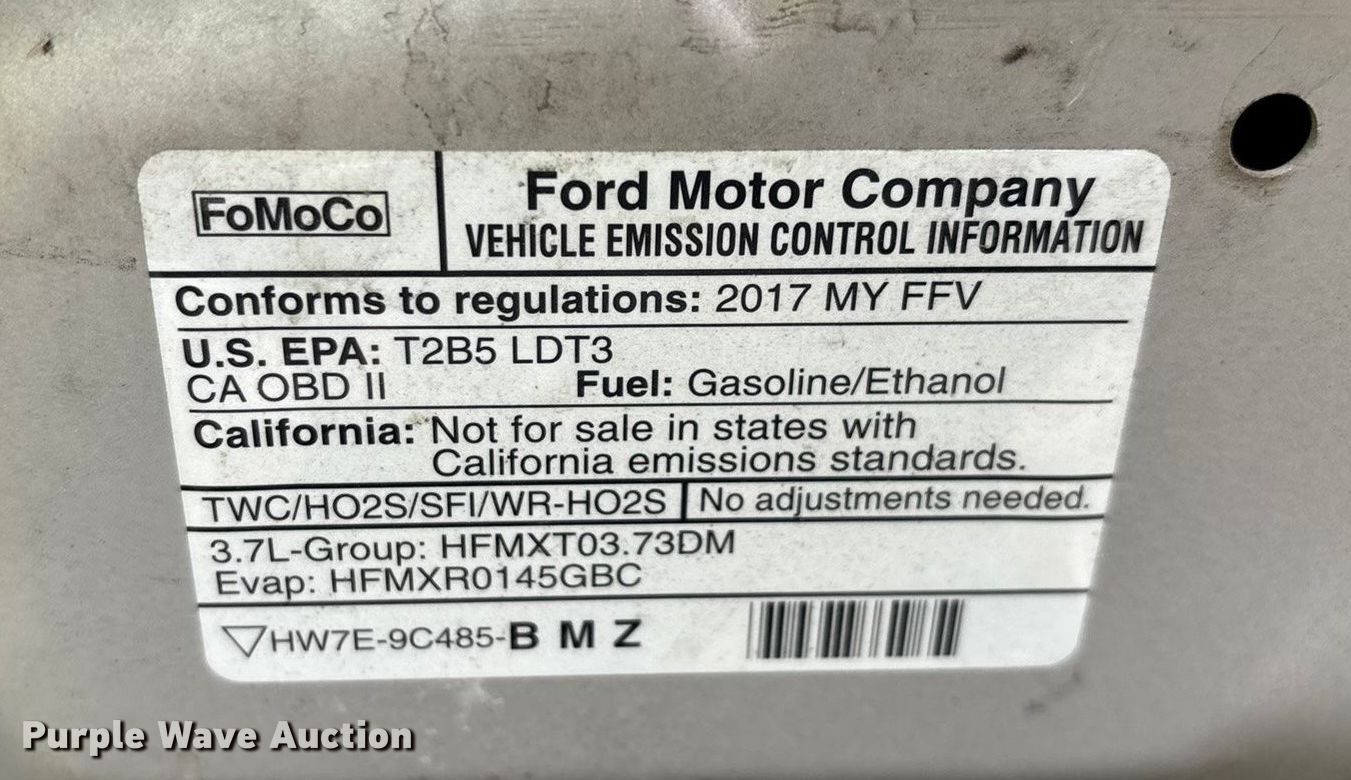 FoMoCo
Ford Motor Company
VEHICLE EMISSION CONTROL INFORMATION
Conforms to regulations: 2017 MY FFV
U.S. EPA: T2B5 LDT3
CA OBD II Fuel: Gasoline/Ethanol
California: Not for sale in states with
California emissions standards.
TWC/HO2S/SFI/WR-HO2S No adjustments needed.
3.7L-Group: HFMXT03.73DM
Evap: HFMXR0145GBC
HW7E-9C485-B M Z
Purple Wave Auction